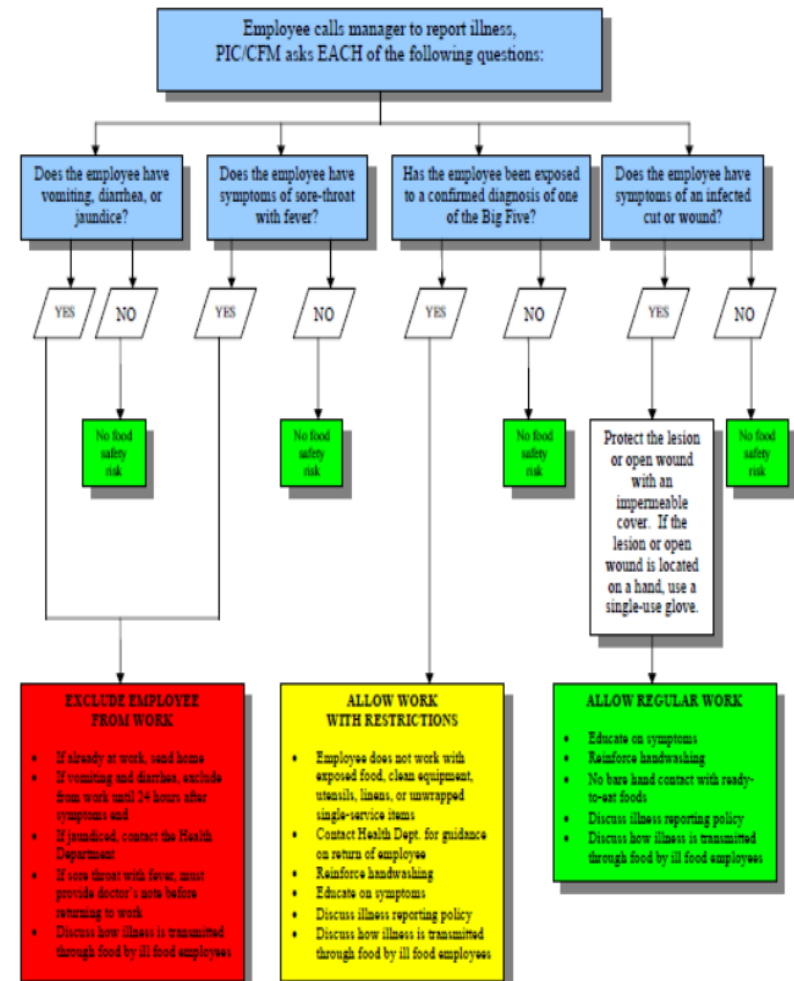 Employee calls manager to report illness,
PIC/CFM asks EACH of the following questions:
Does the employee have
vomiting, diarrhea, or
jaundice?
Does the employee have
symptoms of sore-throat
with fever?
Has the employee been exposed
to a confirmed diagnosis of one
of the Big Five?
Does the employee have
symptoms of an infected
cut or wound?
YES
NO
YES
NO
YES
NO
YES
NO
No food
safety
risk
No food
safety
risk
No food
safety
risk
Protect the lesion
or open wound
with an
impermeable
cover. If the
lesion or open
wound is located
on a hand, use a
single-use glove.
No food
safety
risk
EXCLUDE EMPLOYEE
FROM WORK
• If already at work, send home
• If vomiting and diarrhea, exclude
from work until 24 hours after
symptoms end
• If jaundiced, contact the Health
Department
• If sore throat with fever, must
provide doctor's note before
returning to work
• Discuss how illness is transmitted
through food by ill food employees
ALLOW WORK
WITH RESTRICTIONS
• Employee does not work with
exposed food, clean equipment,
utensils, linens, or unwrapped
single-service items
• Contact Health Dept. for guidance
on return of employee
• Reinforce handwashing
• Educate on symptoms
• Discuss illness reporting policy
• Discuss how illness is transmitted
through food by ill food employees
ALLOW REGULAR WORK
• Educate on symptoms
• Reinforce handwashing
• No bare hand contact with ready-
to-eat foods
• Discuss illness reporting policy
• Discuss how illness is transmitted
through food by ill food employees